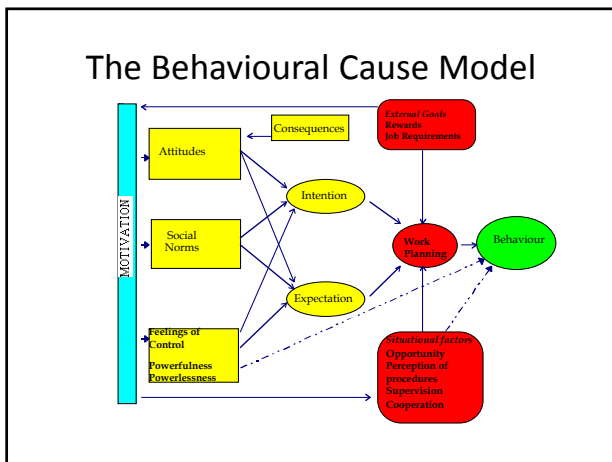 The Behavioural Cause Model
External Goals
Rewards
Job Requirements
Consequences
Attitudes
Intention
MOTIVATION
Social
Norms
Work
Planning
Behaviour
Expectation
Feelings of
Control
Powerfulness
Powerlessness
Situational factors
Opportunity
Perception of
procedures
Supervision
Cooperation